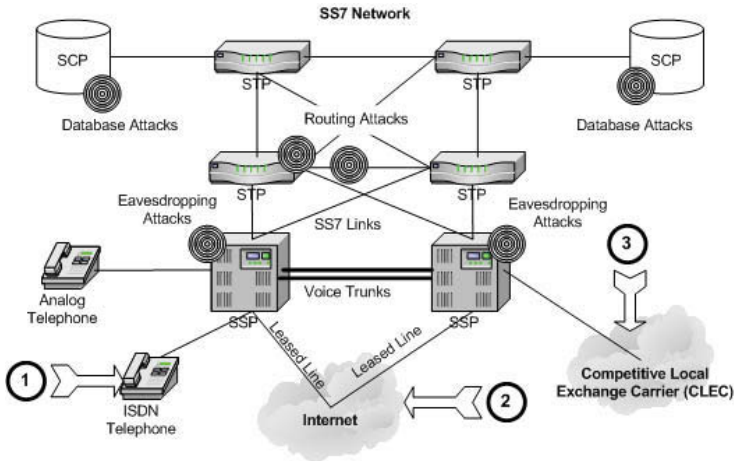 SS7 Network
SCP
SCP
STP
STP
Database Attacks
Routing Attacks
Database Attacks
STP
STP
Eavesdropping
Attacks
SS7 Links
Eavesdropping
Attacks
3
Analog
Telephone
SSP
Voice Trunks
SSP
Leased Line
Leased Line
1
ISDN
Telephone
Internet
2
Competitive Local
Exchange Carrier (CLEC)